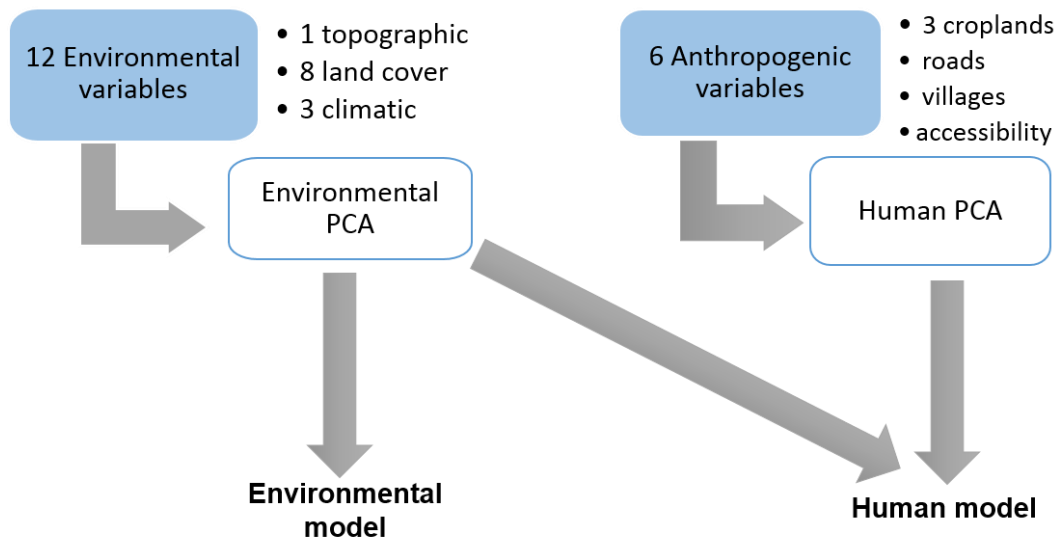 12 Environmental
variables
• 1 topographic
• 8 land cover
• 3 climatic
6 Anthropogenic
variables
• 3 croplands
• roads
• villages
• accessibility
Environmental
PCA
Human PCA
Environmental
model
Human model